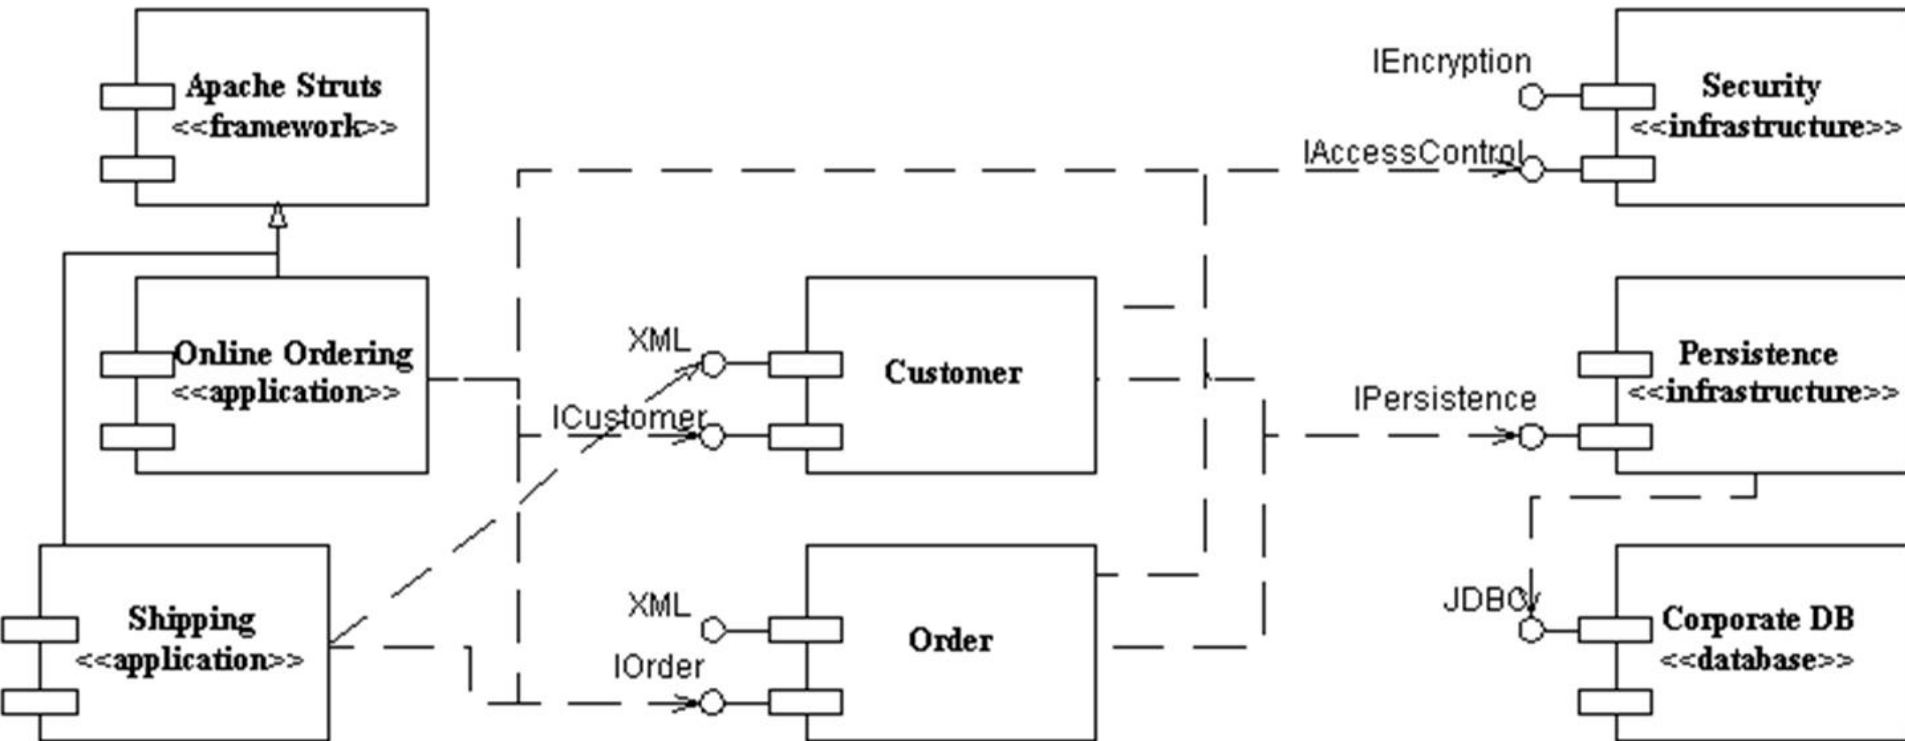 Apache Struts
<<framework>>
IEncryption
Security
<<infrastructure>>
IAccessControl
Online Ordering
<<application>>
XML
Customer
ICustomer
Persistence
<<infrastructure>>
IPersistence
Shipping
<<application>>
XML
Order
IOrder
JDBC
Corporate DB
<<database>>